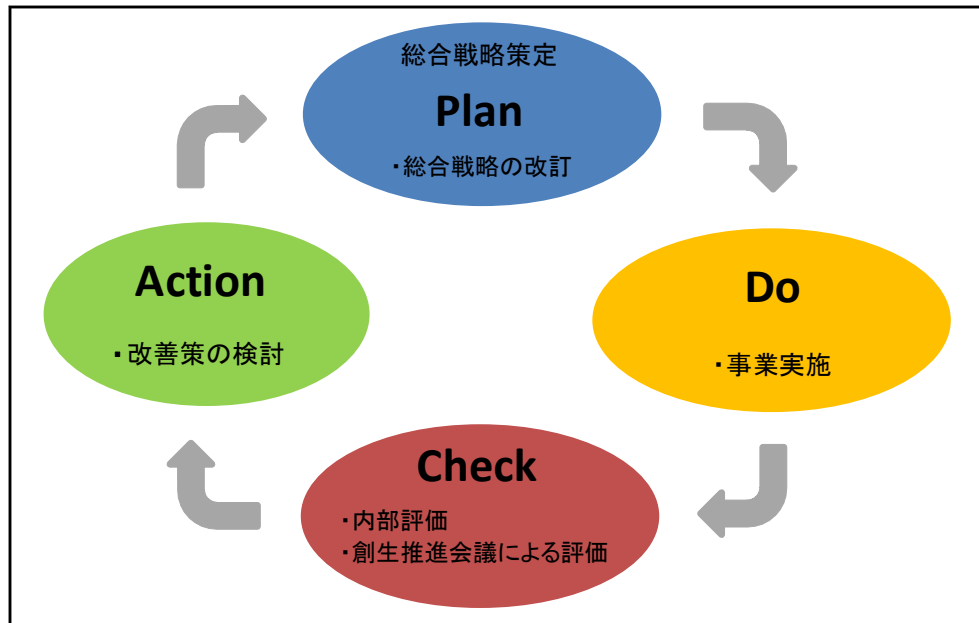 総合戦略策定
Plan
・総合戦略の改訂
Do
・事業実施
Check
・内部評価
・創生推進会議による評価
Action
・改善策の検討